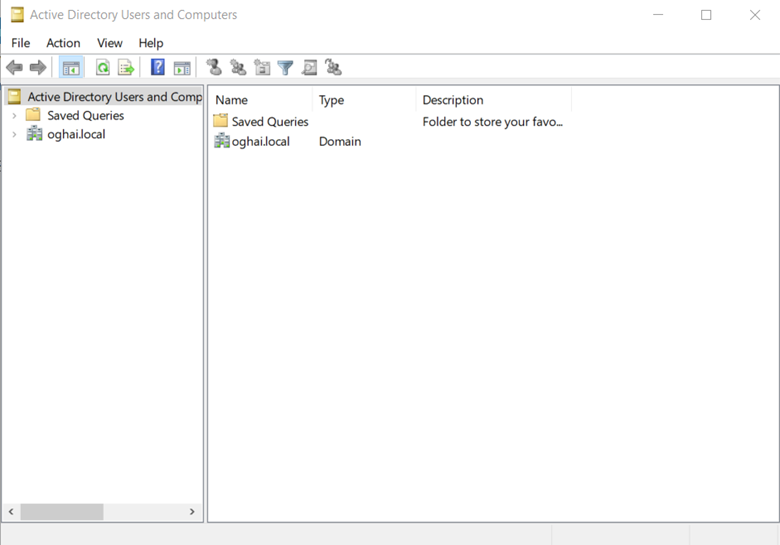 Active Directory Users and Computers
File Action View Help
Active Directory Users and Comp
Saved Queries
oghai.local
Name Type Description
Saved Queries Folder to store your favo...
oghai.local Domain